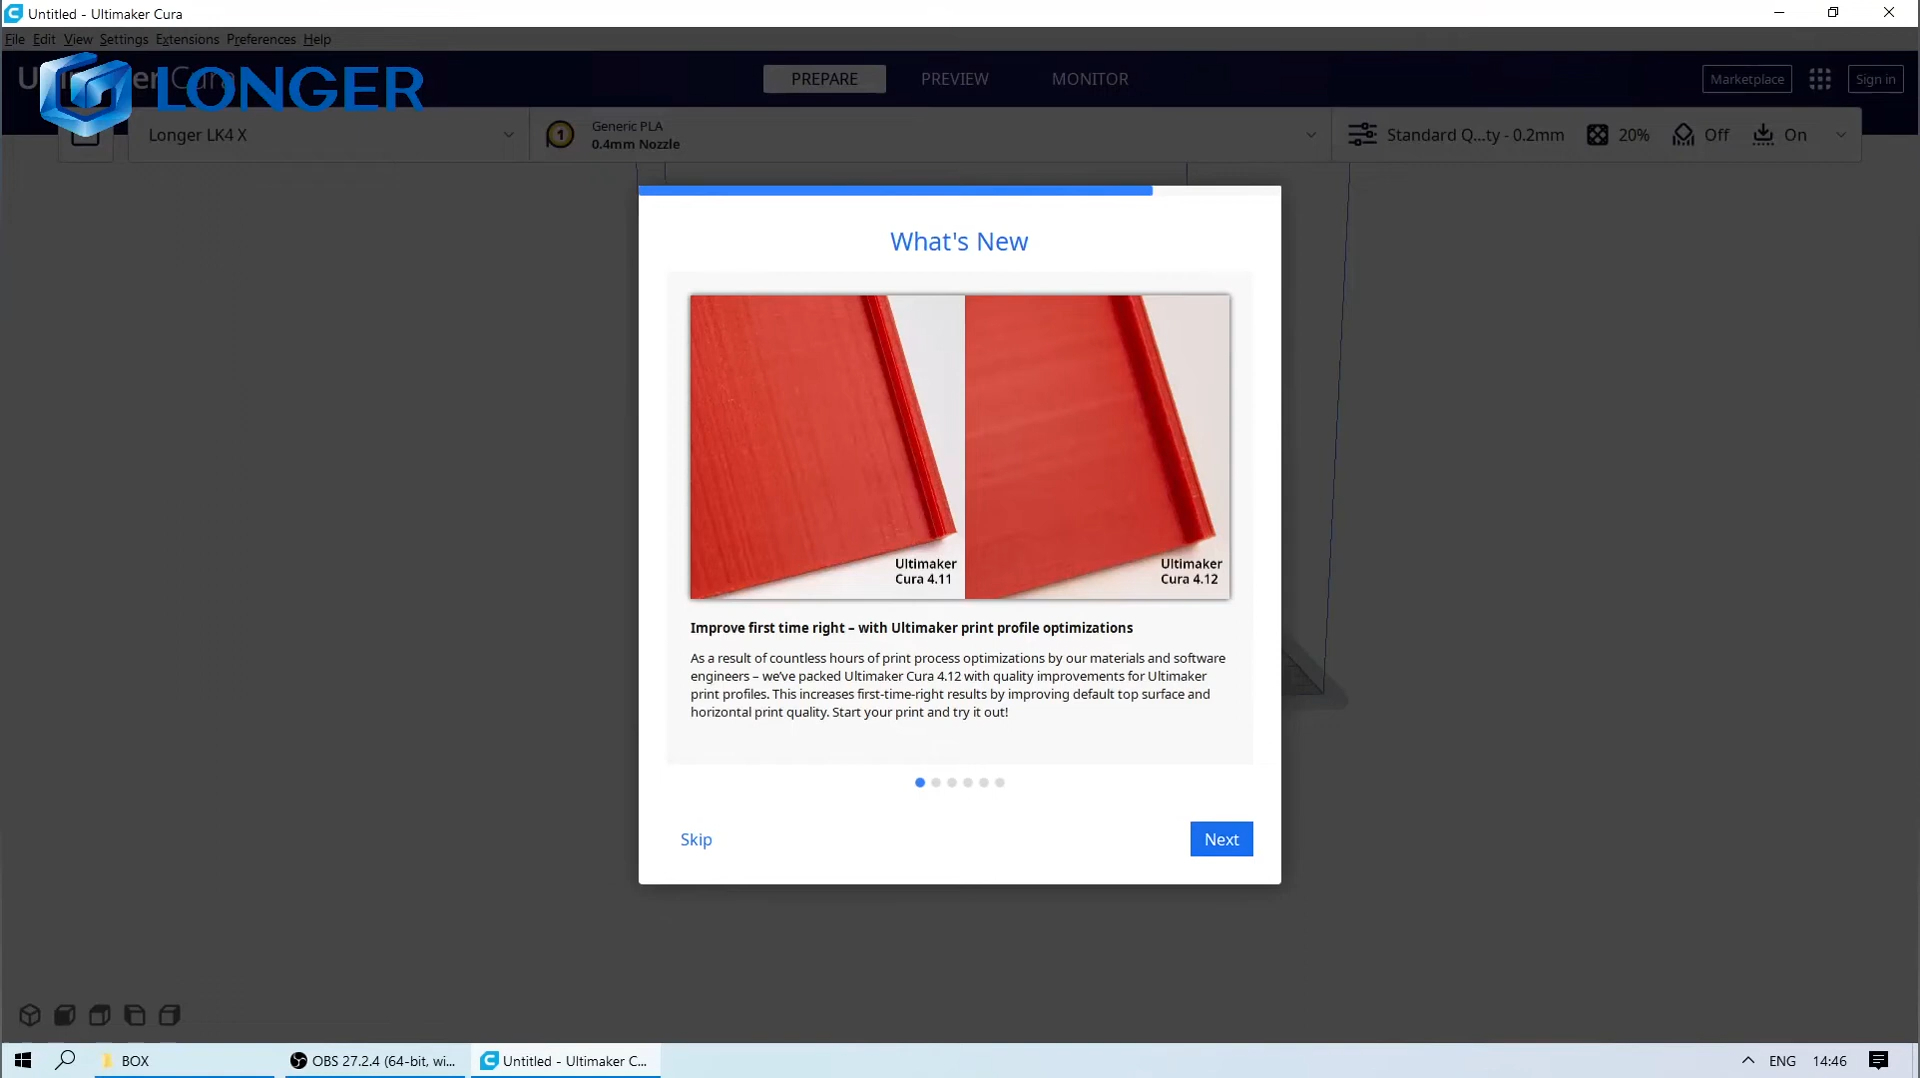 Untitled - Ultimaker Cura
File Edit View Settings Extensions Preferences Help
LONGER
PREPARE PREVIEW MONITOR
Marketplace Sign in
Longer LK4 X
Generic PLA
0.4mm Nozzle
1
Standard Q...ty - 0.2mm 20% Off On
What's New
Ultimaker
Cura 4.11
Ultimaker
Cura 4.12
Improve first time right – with Ultimaker print profile optimizations
As a result of countless hours of print process optimizations by our materials and software
engineers – we've packed Ultimaker Cura 4.12 with quality improvements for Ultimaker
print profiles. This increases first-time-right results by improving default top surface and
horizontal print quality. Start your print and try it out!
Skip Next
BOX OBS 27.2.4 (64-bit, wi... Untitled - Ultimaker C... ENG 14:46